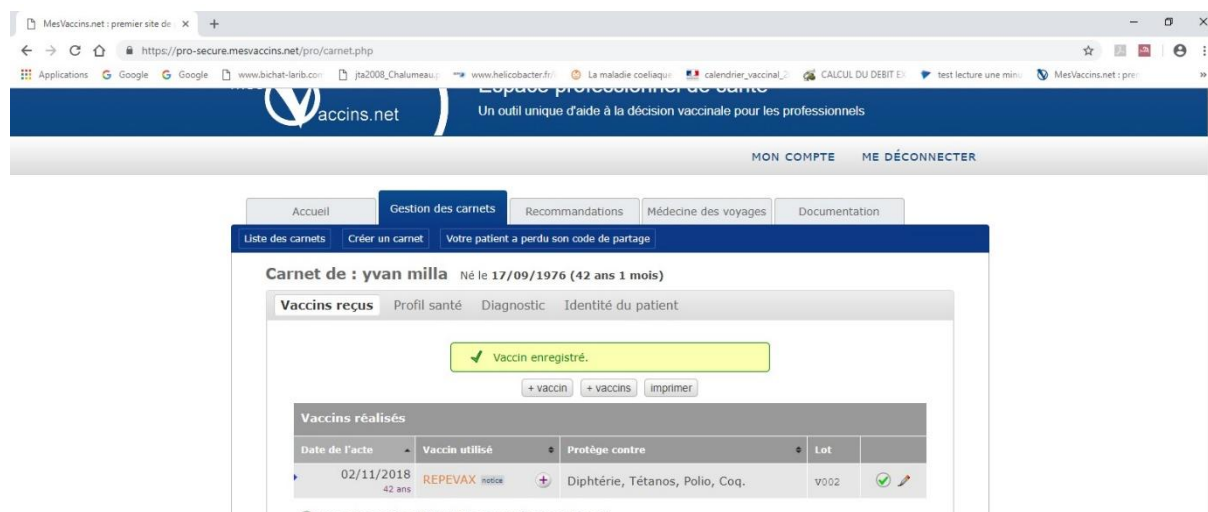 MesVaccins.net : premier site de
https://pro-secure.mesvaccins.net/pro/carnet.php
Applications Google Google www.bichat-larib.com jta2008_Chalumeau. www.helicobacter.fr/ La maladie coeliaque calendrier_vaccinal_2 CALCUL DU DEBIT E test lecture une minu MesVaccins.net : prer
Vaccins.net
Espace professionnel de santé
Un outil unique d'aide à la décision vaccinale pour les professionnels
MON COMPTE ME DÉCONNECTER
Accueil Gestion des carnets Recommandations Médecine des voyages Documentation
Liste des carnets Créer un carnet Votre patient a perdu son code de partage
Carnet de : yvan milla Né le 17/09/1976 (42 ans 1 mois)
Vaccins reçus Profil santé Diagnostic Identité du patient
Vaccin enregistré.
+ vaccin + vaccins imprimer
Vaccins réalisés
Date de l'acte Vaccin utilisé Protège contre Lot
02/11/2018 REPEVAX notice Diphtérie, Tétanos, Polio, Coq. V002
42 ans